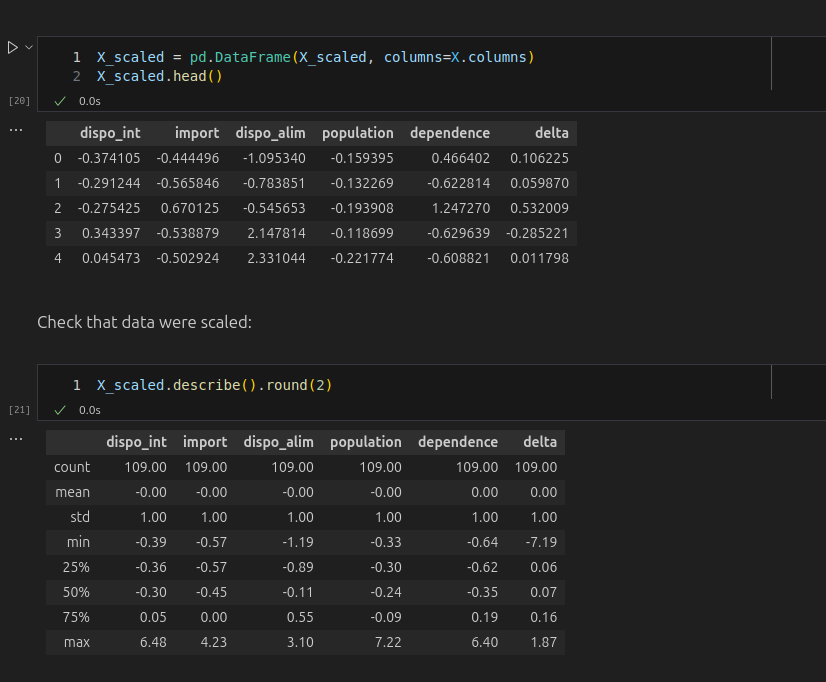 1 X_scaled = pd.DataFrame(X_scaled, columns=X.columns)
2 X_scaled.head()
[20] ✓ 0.0s
... dispo_int import dispo_alim population dependence delta
0 -0.374105 -0.444496 -1.095340 -0.159395 0.466402 0.106225
1 -0.291244 -0.565846 -0.783851 -0.132269 -0.622814 0.059870
2 -0.275425 0.670125 -0.545653 -0.193908 1.247270 0.532009
3 0.343397 -0.538879 2.147814 -0.118699 -0.629639 -0.285221
4 0.045473 -0.502924 2.331044 -0.221774 -0.608821 0.011798
Check that data were scaled:
1 X_scaled.describe().round(2)
[21] ✓ 0.0s
... dispo_int import dispo_alim population dependence delta
count 109.00 109.00 109.00 109.00 109.00 109.00
mean -0.00 -0.00 -0.00 -0.00 0.00 0.00
std 1.00 1.00 1.00 1.00 1.00 1.00
min -0.39 -0.57 -1.19 -0.33 -0.64 -7.19
25% -0.36 -0.57 -0.89 -0.30 -0.62 0.06
50% -0.30 -0.45 -0.11 -0.24 -0.35 0.07
75% 0.05 0.00 0.55 -0.09 0.19 0.16
max 6.48 4.23 3.10 7.22 6.40 1.87